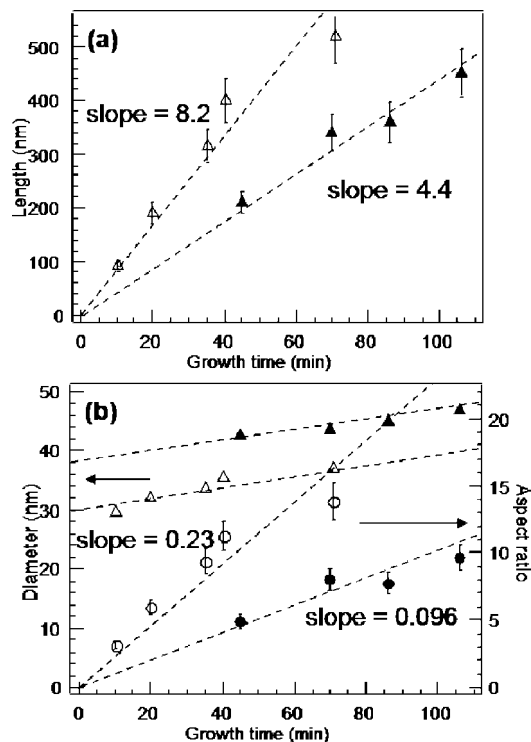 (a)
500
400
300
200
100
0
Length (nm)
slope = 8.2
slope = 4.4
0 20 40 60 80 100
Growth time (min)
(b)
50
40
30
20
10
0
Diameter (nm)
20
15
10
5
0
Aspect ratio
slope = 0.23
slope = 0.096
0 20 40 60 80 100
Growth time (min)